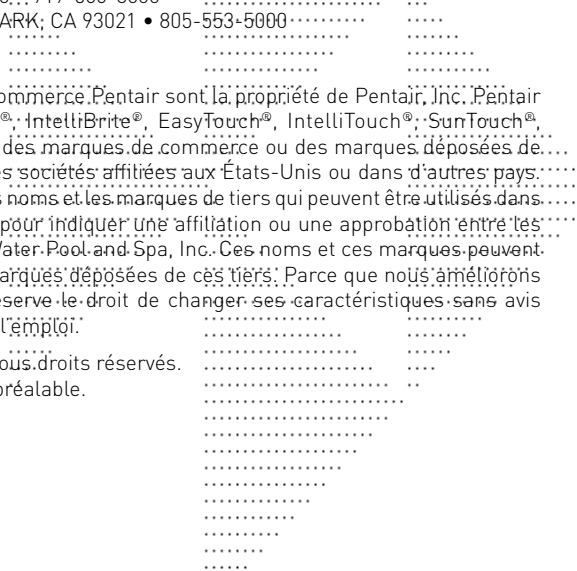 ARK, CA 93021 • 805-553-5000
ommerce Pentair sont la propriété de Pentair, Inc. Pentair
®, IntelliBrite®, EasyTouch®, IntelliTouch®, SunTouch®,
des marques de commerce ou des marques déposées de
es sociétés affiliées aux États-Unis ou dans d'autres pays.
s noms et les marques de tiers qui peuvent être utilisés dans
pour indiquer une affiliation ou une approbation entre les
Water Pool and Spa, Inc. Ces noms et ces marques peuvent
arques déposées de ces tiers. Parce que nous améliorons
éserve le droit de changer ses caractéristiques sans avis
l'emploi.
ous droits réservés.
préalable.